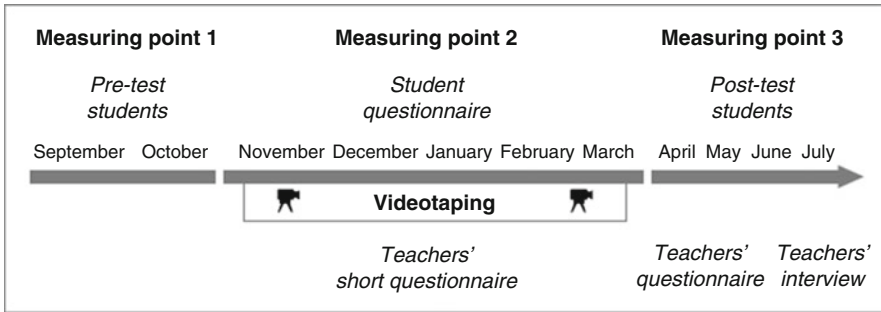 Measuring point 1 Measuring point 2 Measuring point 3
Pre-test Student Post-test
students questionnaire students
September October November December January February March April May June July
Videotaping
Teachers' Teachers' Teachers'
short questionnaire questionnaire interview